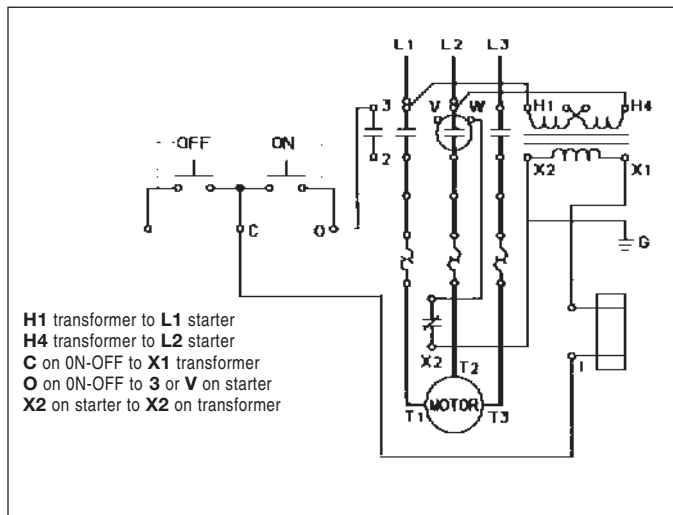 L1 L2 L3
3 V W H1 H4
OFF ON
2 X2 X1
C O
G
H1 transformer to L1 starter
H4 transformer to L2 starter
C on 0N-OFF to X1 transformer
O on 0N-OFF to 3 or V on starter
X2 on starter to X2 on transformer
X2 T2 I
T1 MOTOR T3